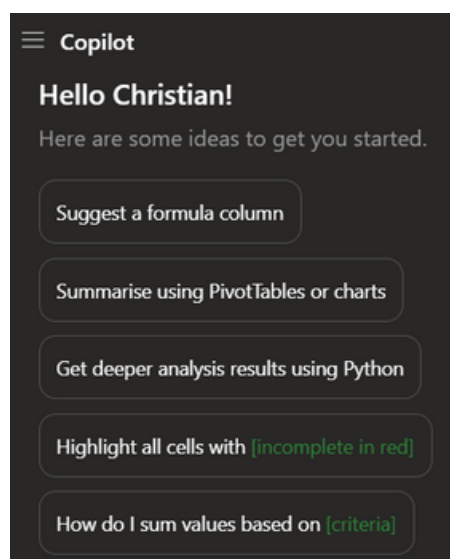 Copilot
Hello Christian!
Here are some ideas to get you started.
Suggest a formula column
Summarise using PivotTables or charts
Get deeper analysis results using Python
Highlight all cells with [incomplete in red]
How do I sum values based on [criteria]